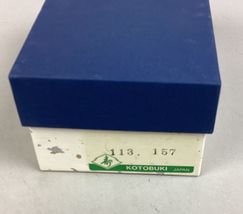 113. 157
寿
KOTOBUKI JAPAN